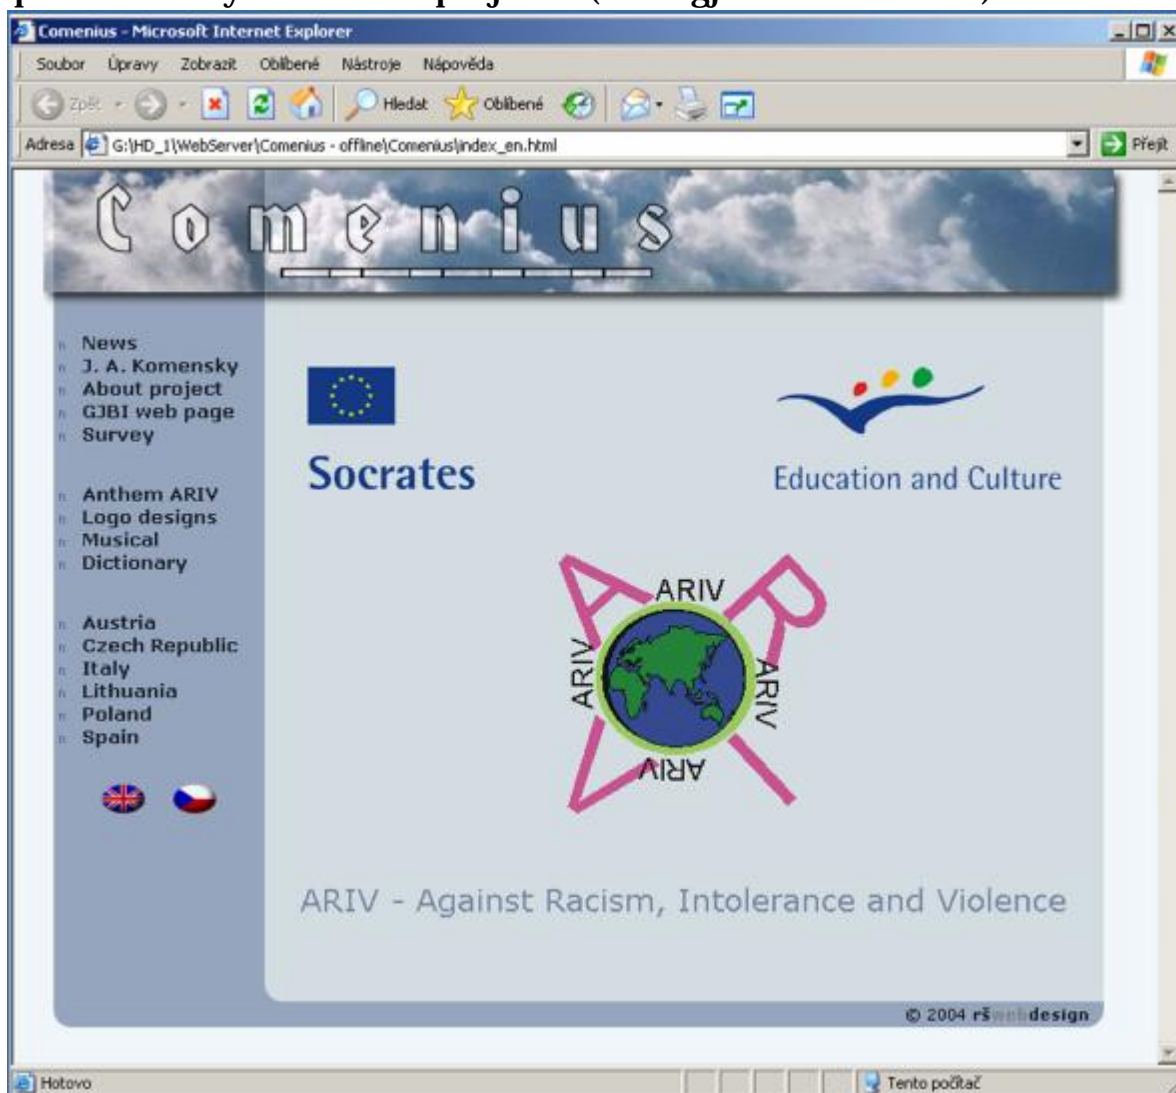 Comenius - Microsoft Internet Explorer
Soubor Úpravy Zobrazit Oblíbené Nástroje Nápověda
Zpět Hledat Oblíbené
Adresa G:\HD_1\WebServer\Comenius - offline\Comenius\index_en.html Přejít
Comenius
News
J. A. Komensky
About project
GJBI web page
Survey
Anthem ARIV
Logo designs
Musical
Dictionary
Austria
Czech Republic
Italy
Lithuania
Poland
Spain
Socrates
Education and Culture
A R I V
ARIV
ARIV
ARIV
ARIV
ARIV - Against Racism, Intolerance and Violence
© 2004 ršwebdesign
Hotovo Tento počítač